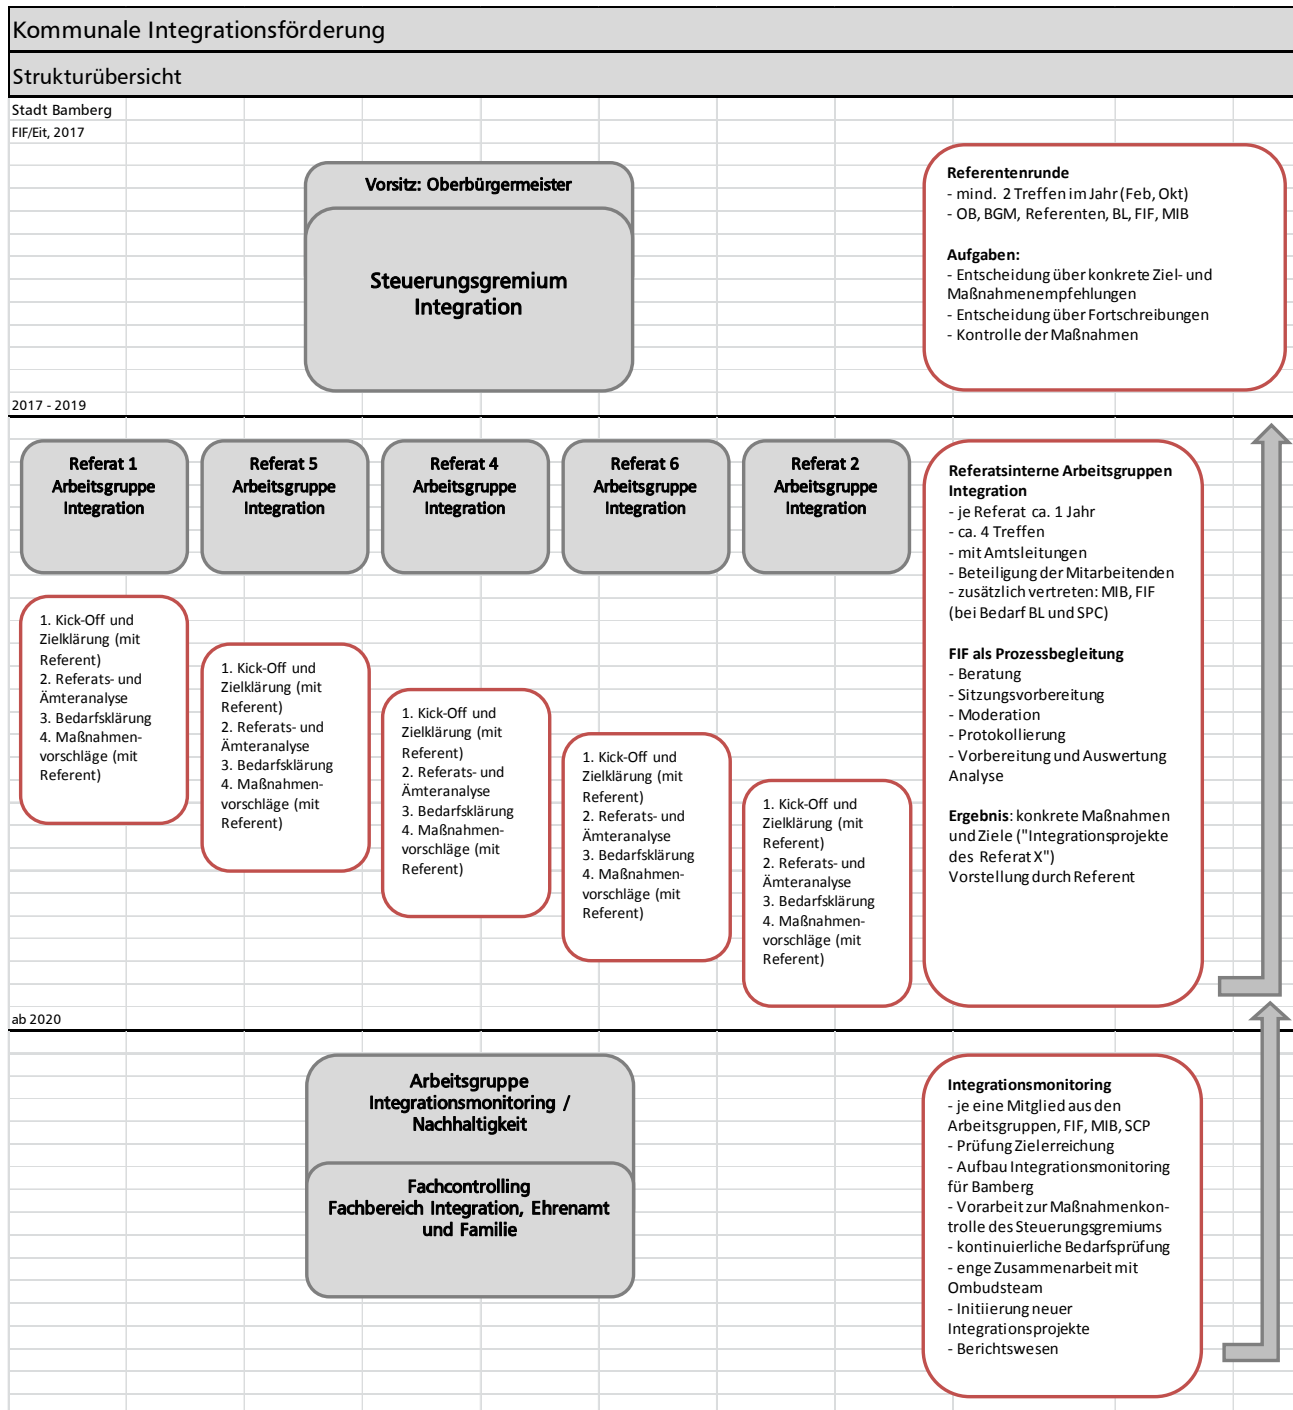 Kommunale Integrationsförderung
Strukturübersicht
Stadt Bamberg
FIF/Eit, 2017
Vorsitz: Oberbürgermeister
Steuerungsgremium
Integration
Referentenrunde
- mind. 2 Treffen im Jahr (Feb, Okt)
- OB, BGM, Referenten, BL, FIF, MIB
Aufgaben:
- Entscheidung über konkrete Ziel- und
Maßnahmenempfehlungen
- Entscheidung über Fortschreibungen
- Kontrolle der Maßnahmen
2017 - 2019
Referat 1
Arbeitsgruppe
Integration
Referat 5
Arbeitsgruppe
Integration
Referat 4
Arbeitsgruppe
Integration
Referat 6
Arbeitsgruppe
Integration
Referat 2
Arbeitsgruppe
Integration
1. Kick-Off und
Zielklärung (mit
Referent)
2. Referats- und
Ämteranalyse
3. Bedarfsklärung
4. Maßnahmen-
vorschläge (mit
Referent)
1. Kick-Off und
Zielklärung (mit
Referent)
2. Referats- und
Ämteranalyse
3. Bedarfsklärung
4. Maßnahmen-
vorschläge (mit
Referent)
1. Kick-Off und
Zielklärung (mit
Referent)
2. Referats- und
Ämteranalyse
3. Bedarfsklärung
4. Maßnahmen-
vorschläge (mit
Referent)
1. Kick-Off und
Zielklärung (mit
Referent)
2. Referats- und
Ämteranalyse
3. Bedarfsklärung
4. Maßnahmen-
vorschläge (mit
Referent)
1. Kick-Off und
Zielklärung (mit
Referent)
2. Referats- und
Ämteranalyse
3. Bedarfsklärung
4. Maßnahmen-
vorschläge (mit
Referent)
Referatsinterne Arbeitsgruppen
Integration
- je Referat ca. 1 Jahr
- ca. 4 Treffen
- mit Amtsleitungen
- Beteiligung der Mitarbeitenden
- zusätzlich vertreten: MIB, FIF
(bei Bedarf BL und SPC)
FIF als Prozessbegleitung
- Beratung
- Sitzungsvorbereitung
- Moderation
- Protokollierung
- Vorbereitung und Auswertung
Analyse
Ergebnis: konkrete Maßnahmen
und Ziele ("Integrationsprojekte
des Referat X")
Vorstellung durch Referent
ab 2020
Arbeitsgruppe
Integrationsmonitoring /
Nachhaltigkeit
Fachcontrolling
Fachbereich Integration, Ehrenamt
und Familie
Integrationsmonitoring
- je eine Mitglied aus den
Arbeitsgruppen, FIF, MIB, SCP
- Prüfung Zielerreichung
- Aufbau Integrationsmonitoring
für Bamberg
- Vorarbeit zur Maßnahmenkon-
trolle des Steuerungsgremiums
- kontinuierliche Bedarfsprüfung
- enge Zusammenarbeit mit
Ombudsteam
- Initiierung neuer
Integrationsprojekte
- Berichtswesen